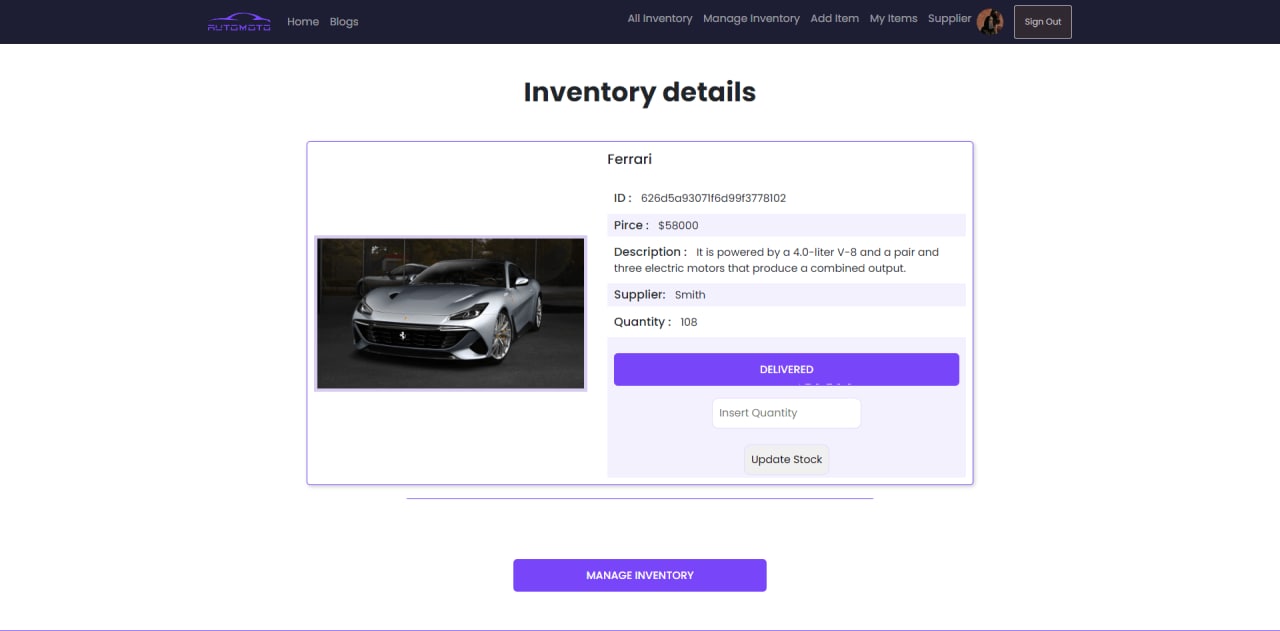 AUTOMOTO
Home Blogs
All Inventory Manage Inventory Add Item My Items Supplier
Sign Out
Inventory details
Ferrari
ID : 626d5a93071f6d99f3778102
Pirce : $58000
Description : It is powered by a 4.0-liter V-8 and a pair and
three electric motors that produce a combined output.
Supplier: Smith
Quantity : 108
DELIVERED
Insert Quantity
Update Stock
MANAGE INVENTORY